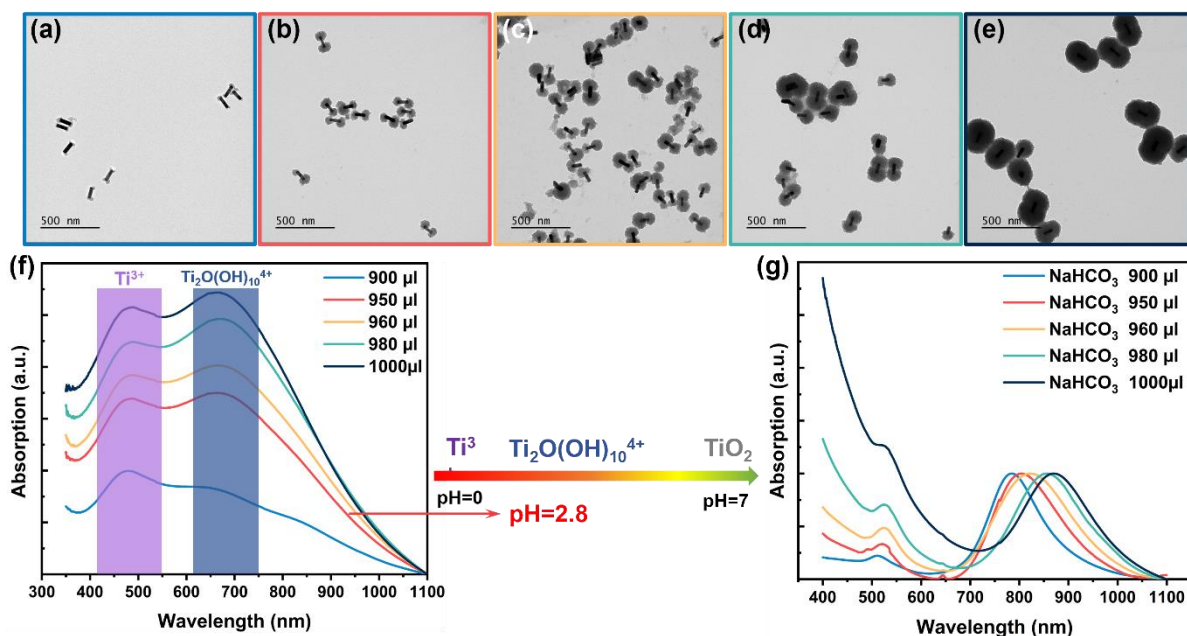 (a)
(b)
(c)
(d)
(e)
500 nm
500 nm
500 nm
500 nm
500 nm
(f)
Ti³⁺
Ti₂O(OH)₁₀⁴⁺
900 µl
950 µl
960 µl
980 µl
1000µl
Absorption (a.u.)
300 400 500 600 700 800 900 1000 1100
Wavelength (nm)
Ti³
Ti₂O(OH)₁₀⁴⁺
TiO₂
pH=0
pH=2.8
pH=7
(g)
NaHCO₃ 900 µl
NaHCO₃ 950 µl
NaHCO₃ 960 µl
NaHCO₃ 980 µl
NaHCO₃ 1000µl
Absorption (a.u.)
400 500 600 700 800 900 1000 1100
Wavelength (nm)